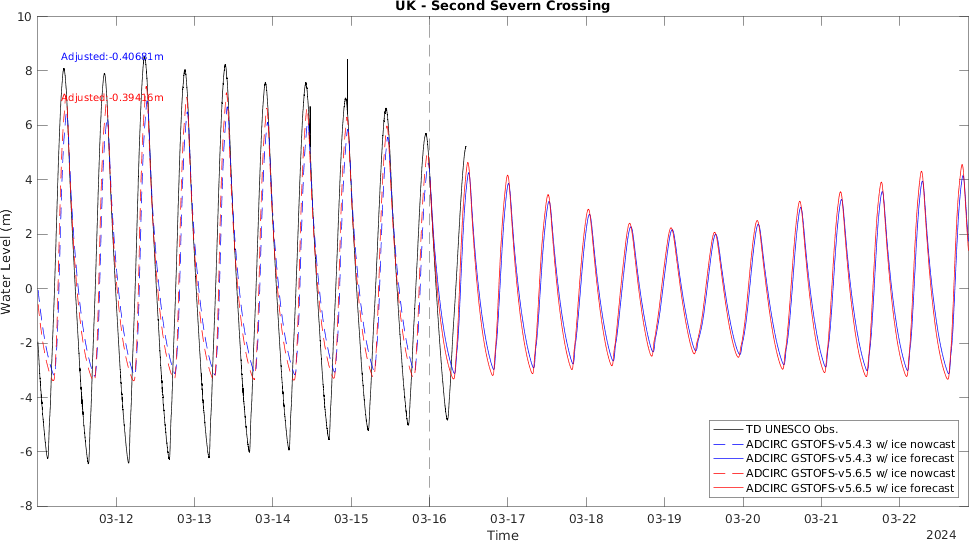 UK - Second Severn Crossing
10
8
6
4
2
0
-2
-4
-6
-8
Water Level (m)
Adjusted:-0.40681m
Adjusted:-0.39416m
TD UNESCO Obs.
ADCIRC GSTOFS-v5.4.3 w/ ice nowcast
ADCIRC GSTOFS-v5.4.3 w/ ice forecast
ADCIRC GSTOFS-v5.6.5 w/ ice nowcast
ADCIRC GSTOFS-v5.6.5 w/ ice forecast
03-12 03-13 03-14 03-15 03-16 03-17 03-18 03-19 03-20 03-21 03-22
Time
2024